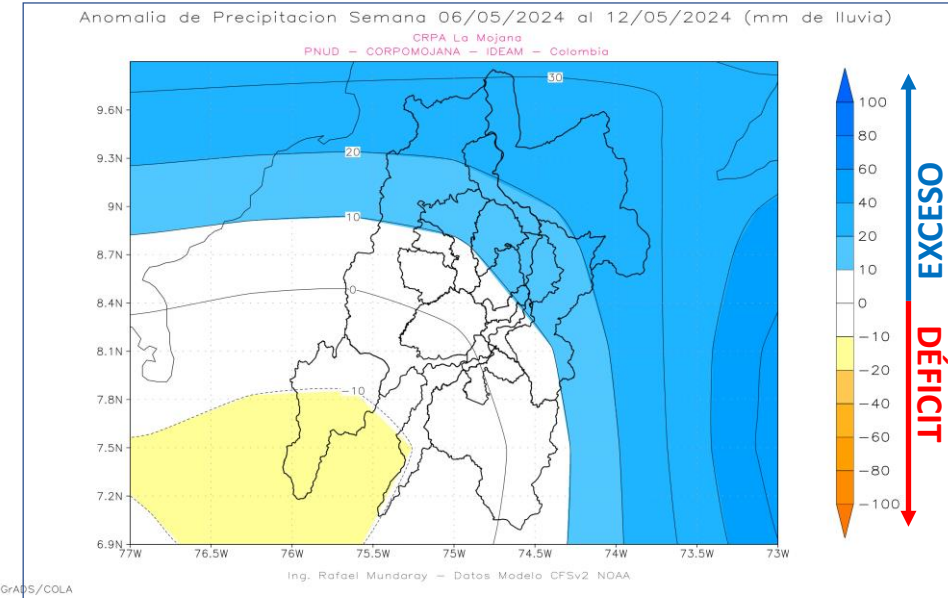 Anomalia de Precipitacion Semana 06/05/2024 al 12/05/2024 (mm de lluvia)
CRPA La Mojana
PNUD – CORPOMOJANA – IDEAM – Colombia
30
20
10
0
−10
9.6N
9.3N
9N
8.7N
8.4N
8.1N
7.8N
7.5N
7.2N
6.9N
77W
76.5W
76W
75.5W
75W
74.5W
74W
73.5W
73W
100
80
60
40
20
10
0
−10
−20
−40
−60
−80
−100
EXCESO
DÉFICIT
Ing. Rafael Mundaray – Datos Modelo CFSv2 NOAA
GrADS/COLA